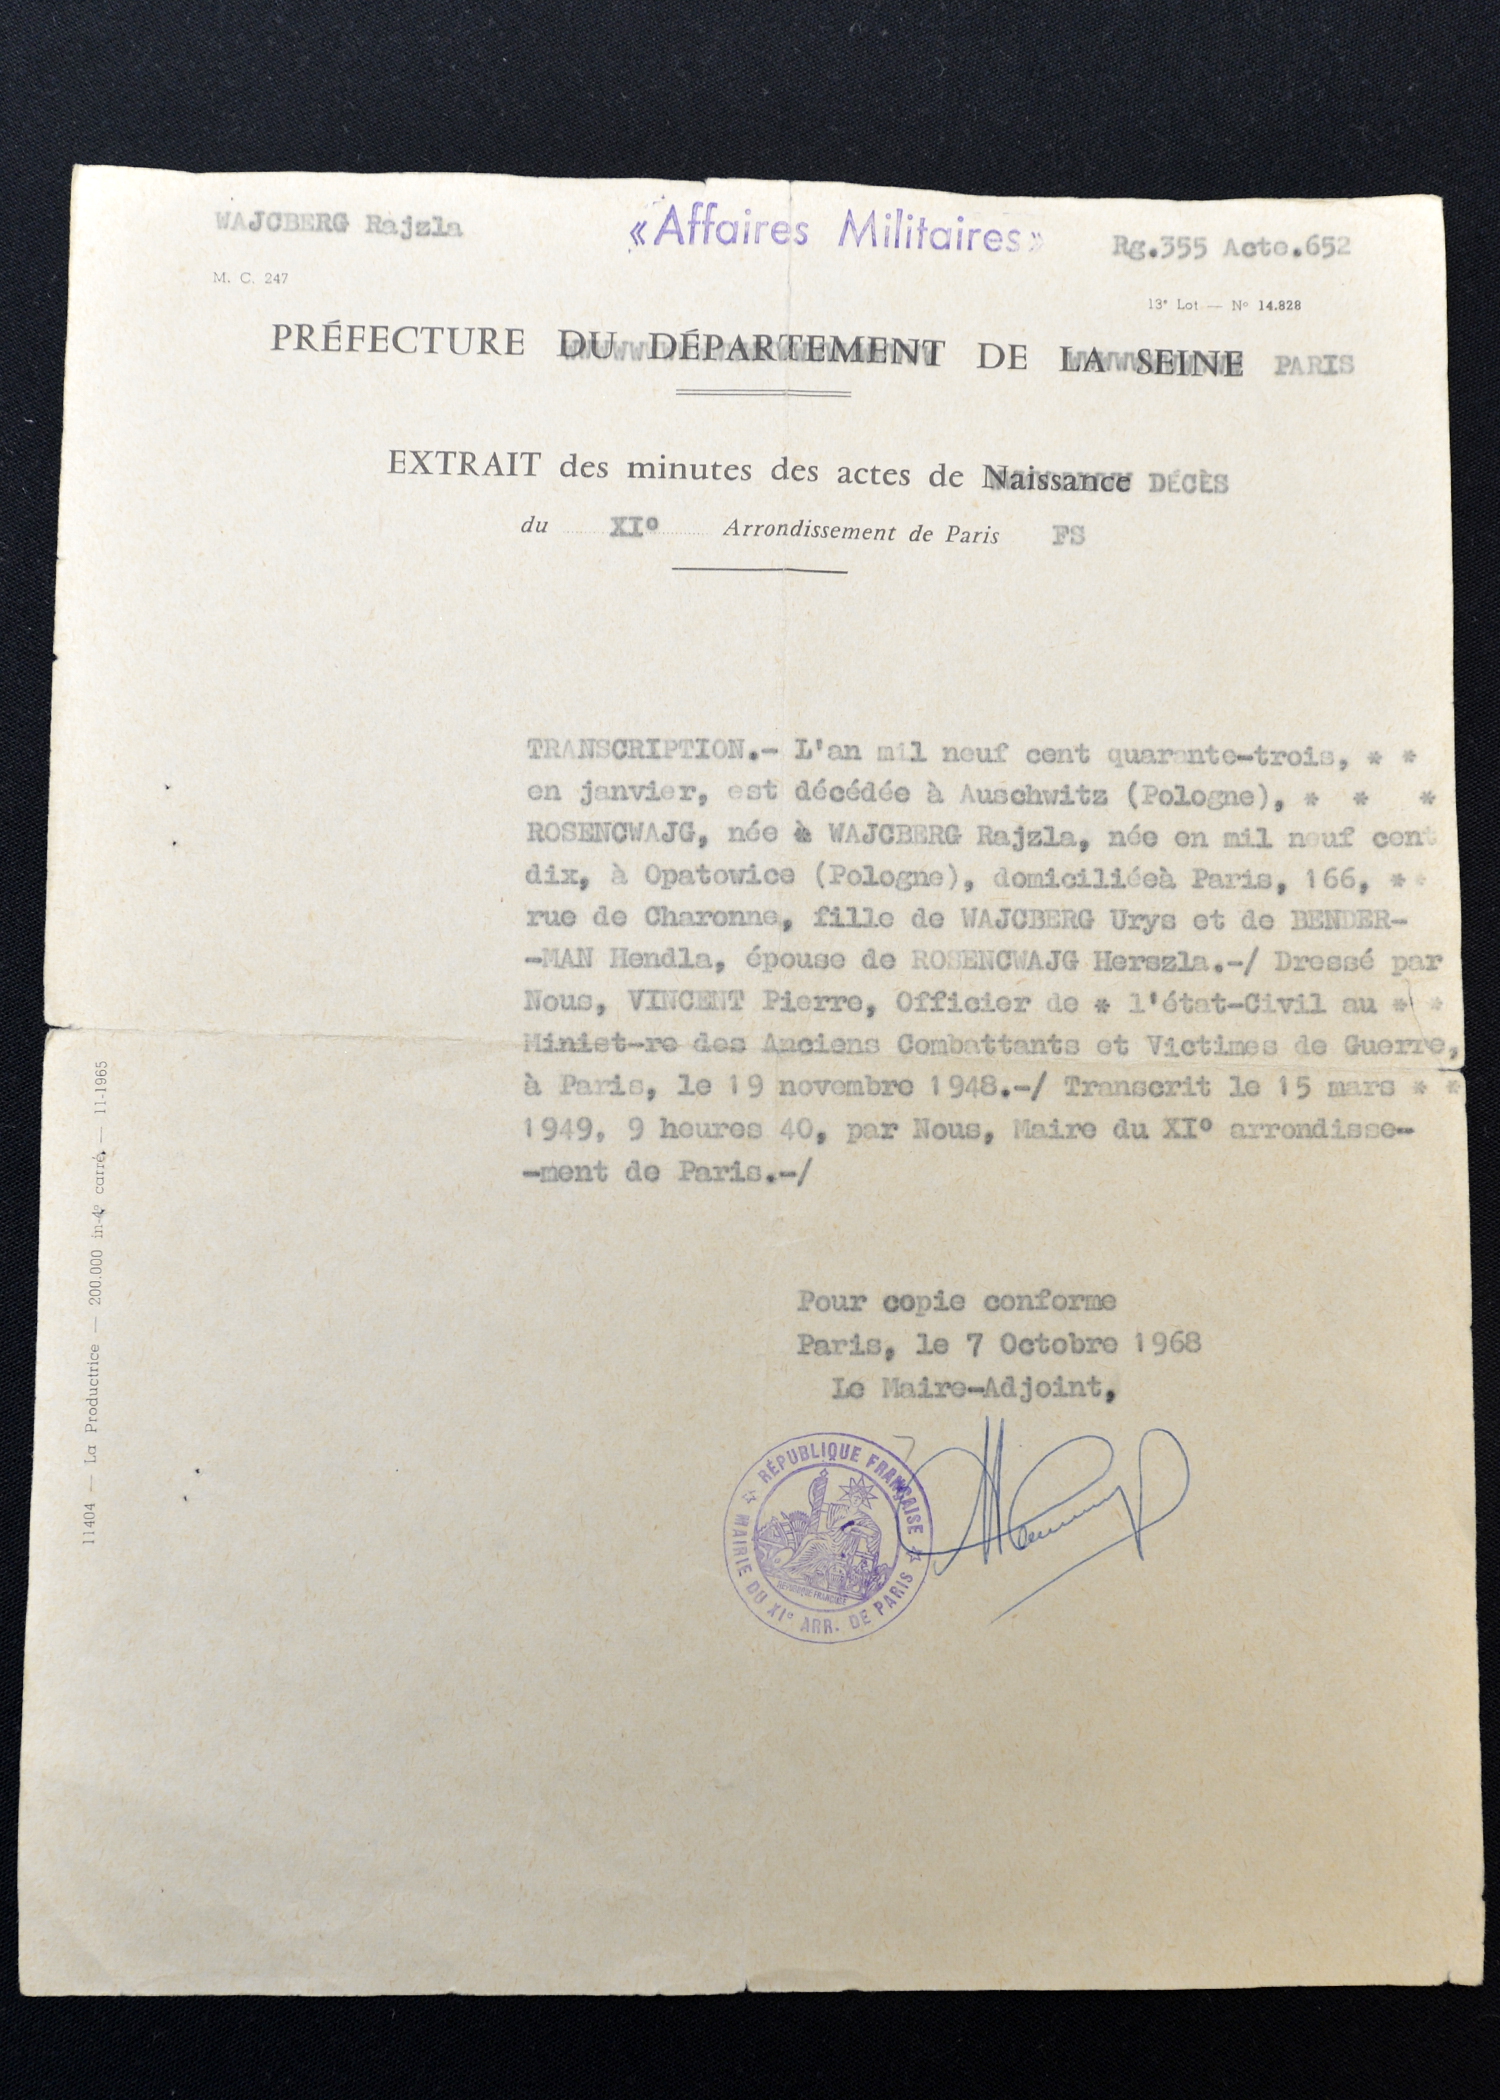 WAJCBERG Rajzla
«Affaires Militaires»
Rg.355 Acte.652
M. C. 247
13e Lot — No 14.828
PRÉFECTURE DU DÉPARTEMENT DE LA SEINE PARIS
EXTRAIT des minutes des actes de Naissance DÉCÈS
du XIo Arrondissement de Paris FS
TRANSCRIPTION.- L'an mil neuf cent quarante-trois, * *
en janvier, est décédée à Auschwitz (Pologne), * * *
ROSENCWAJG, née à WAJCBERG Rajzla, née en mil neuf cent
dix, à Opatowice (Pologne), domiciliéeà Paris, 166, * *
rue de Charonne, fille de WAJCBERG Urys et de BENDER-
-MAN Hendla, épouse de ROSENCWAJG Herszla.-/ Dressé par
Nous, VINCENT Pierre, Officier de * l'état-Civil au * *
Minist-re des Anciens Combattants et Victimes de Guerre,
à Paris, le 19 novembre 1948.-/ Transcrit le 15 mars * *
1949, 9 heures 40, par Nous, Maire du XIo arrondisse-
-ment de Paris.-/
Pour copie conforme
Paris, le 7 Octobre 1968
Le Maire-Adjoint,
RÉPUBLIQUE FRANÇAISE
MAIRIE DU XIe ARR. DE PARIS
RÉPUBLIQUE FRANÇAISE
11404 — La Productrice — 200.000 in-4o carré, — 11-1965